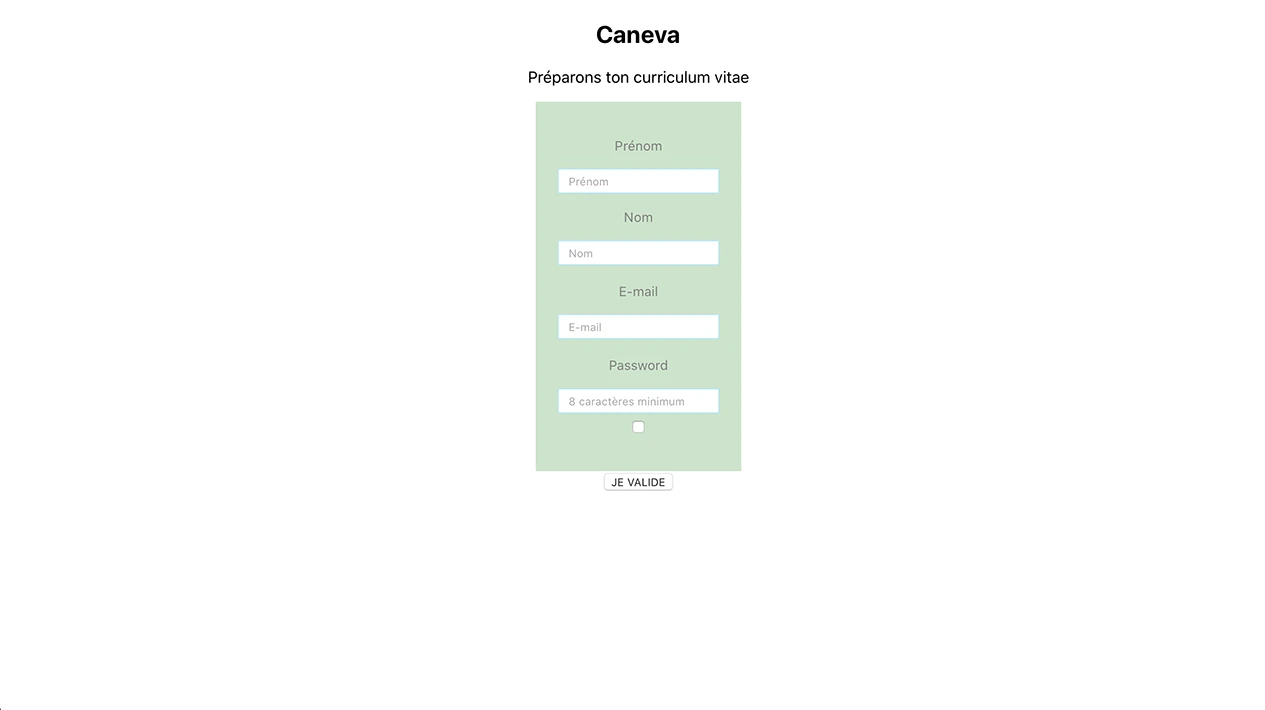 Caneva
Préparons ton curriculum vitae
Prénom
Prénom
Nom
Nom
E-mail
E-mail
Password
8 caractères minimum
JE VALIDE